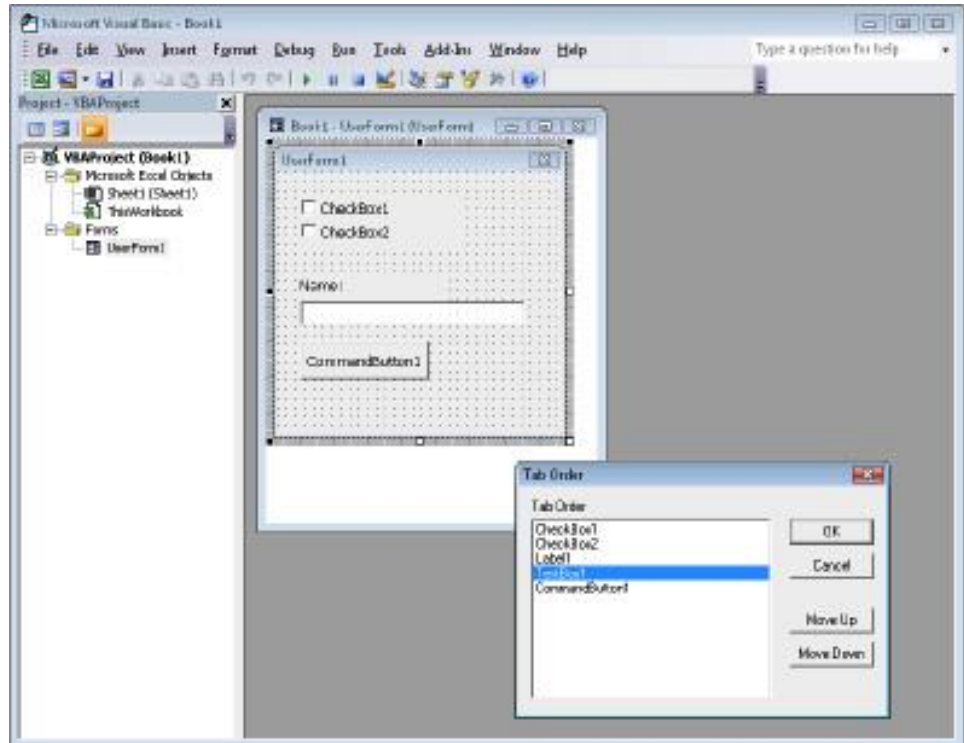 Microsoft Visual Basic - Book1
File Edit View Insert Format Debug Run Tools Add-Ins Window Help
Type a question for help
Project - VBAProject
VBAProject (Book1)
Microsoft Excel Objects
Sheet1 (Sheet1)
ThisWorkbook
Forms
UserForm1
Book1 - UserForm1 (UserForm)
UserForm1
CheckBox1
CheckBox2
Name:
CommandButton1
Tab Order
Tab Order
CheckBox1
CheckBox2
Label1
TextBox1
CommandButton1
OK
Cancel
Move Up
Move Down